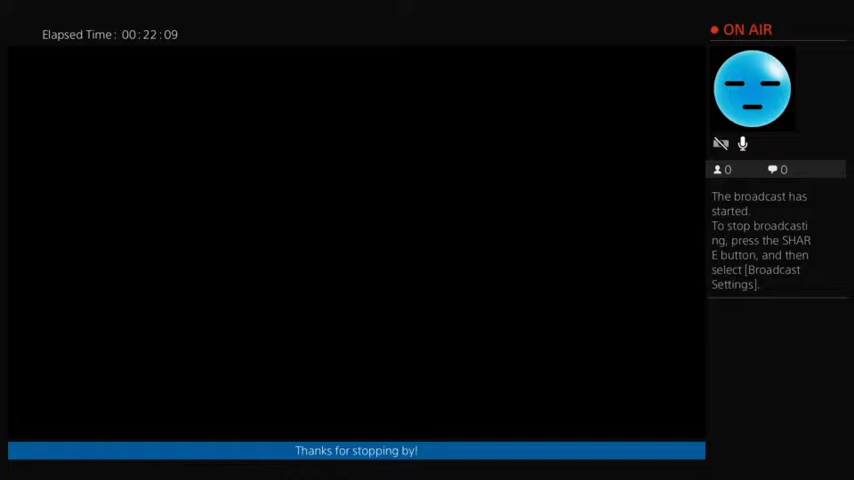 Elapsed Time: 00:22:09
ON AIR
0 0
The broadcast has
started.
To stop broadcasti
ng, press the SHAR
E button, and then
select [Broadcast
Settings].
Thanks for stopping by!